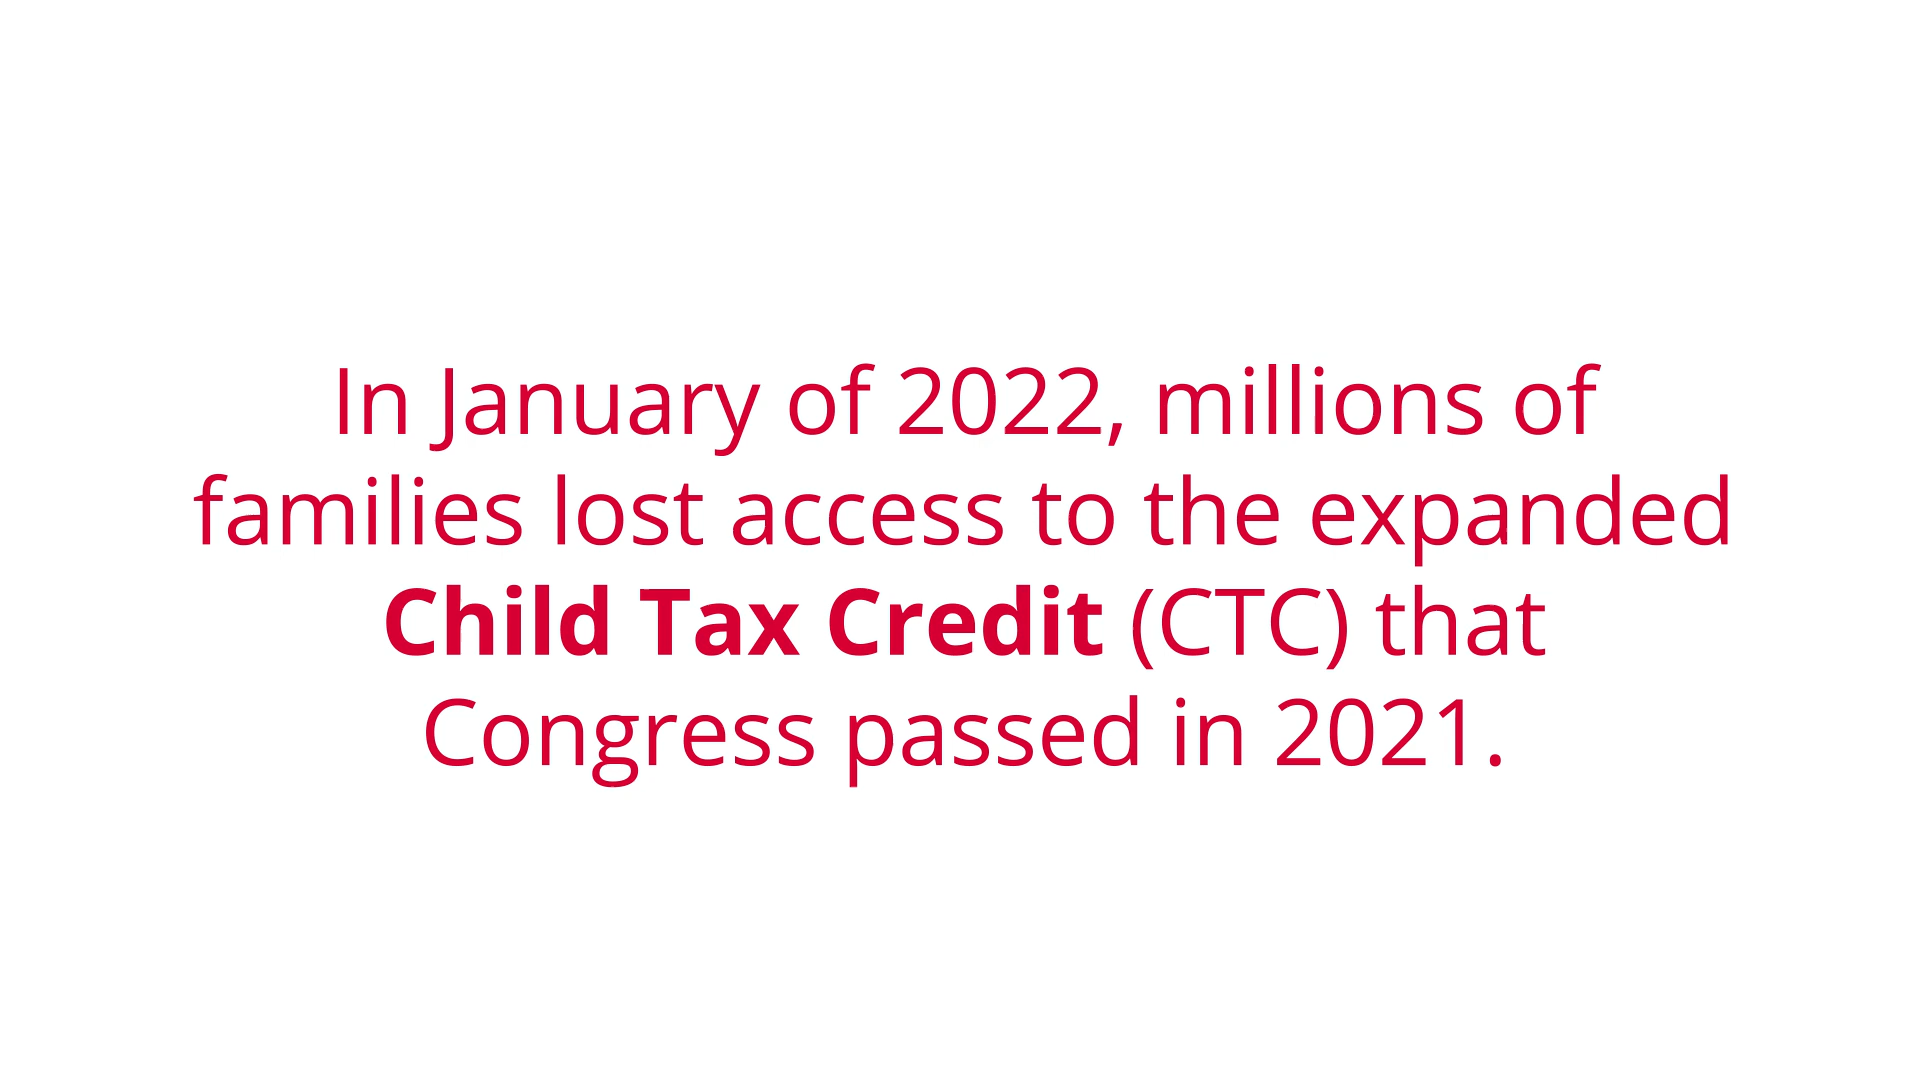 In January of 2022, millions of
families lost access to the expanded
Child Tax Credit (CTC) that
Congress passed in 2021.